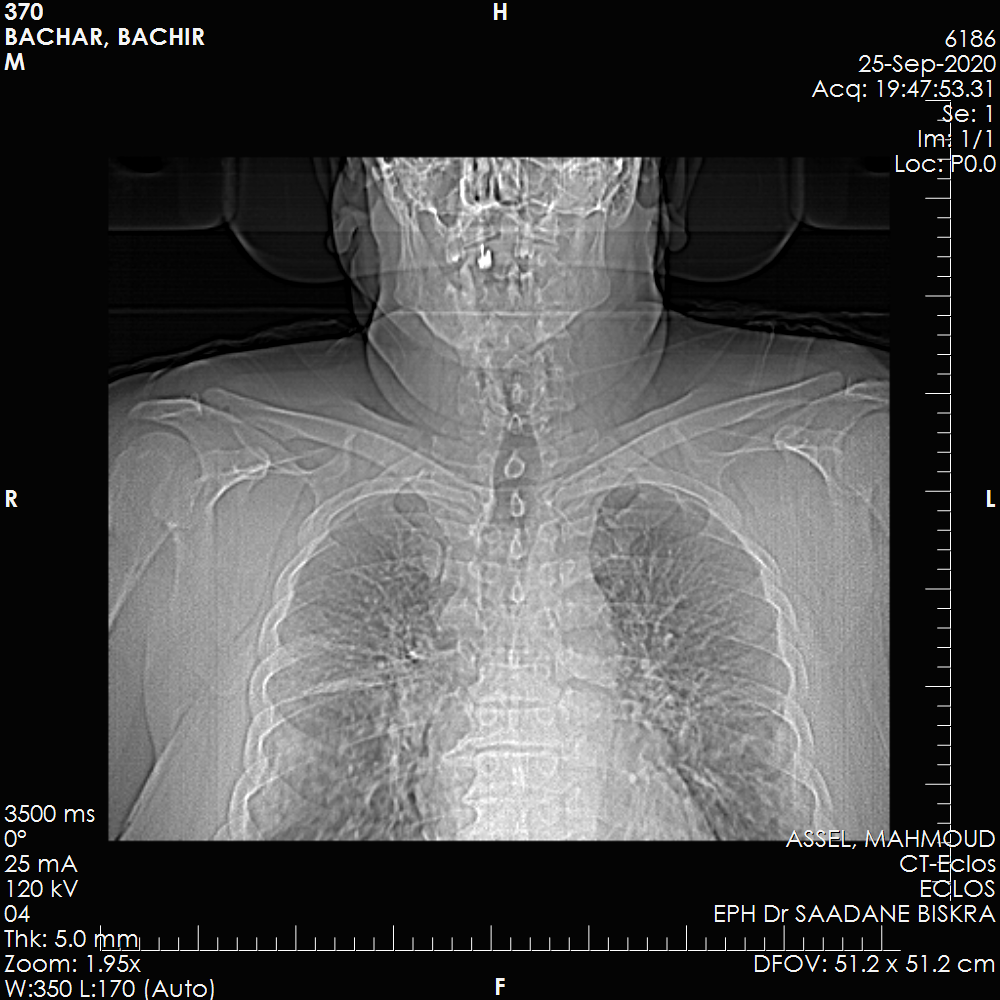 370
BACHAR, BACHIR
M
H
6186
25-Sep-2020
Acq: 19:47:53.31
Se: 1
Im: 1/1
Loc: P0.0
R
L
3500 ms
0°
25 mA
120 kV
04
Thk: 5.0 mm
Zoom: 1.95x
W:350 L:170 (Auto)
F
ASSEL, MAHMOUD
CT-Eclos
ECLOS
EPH Dr SAADANE BISKRA
DFOV: 51.2 x 51.2 cm